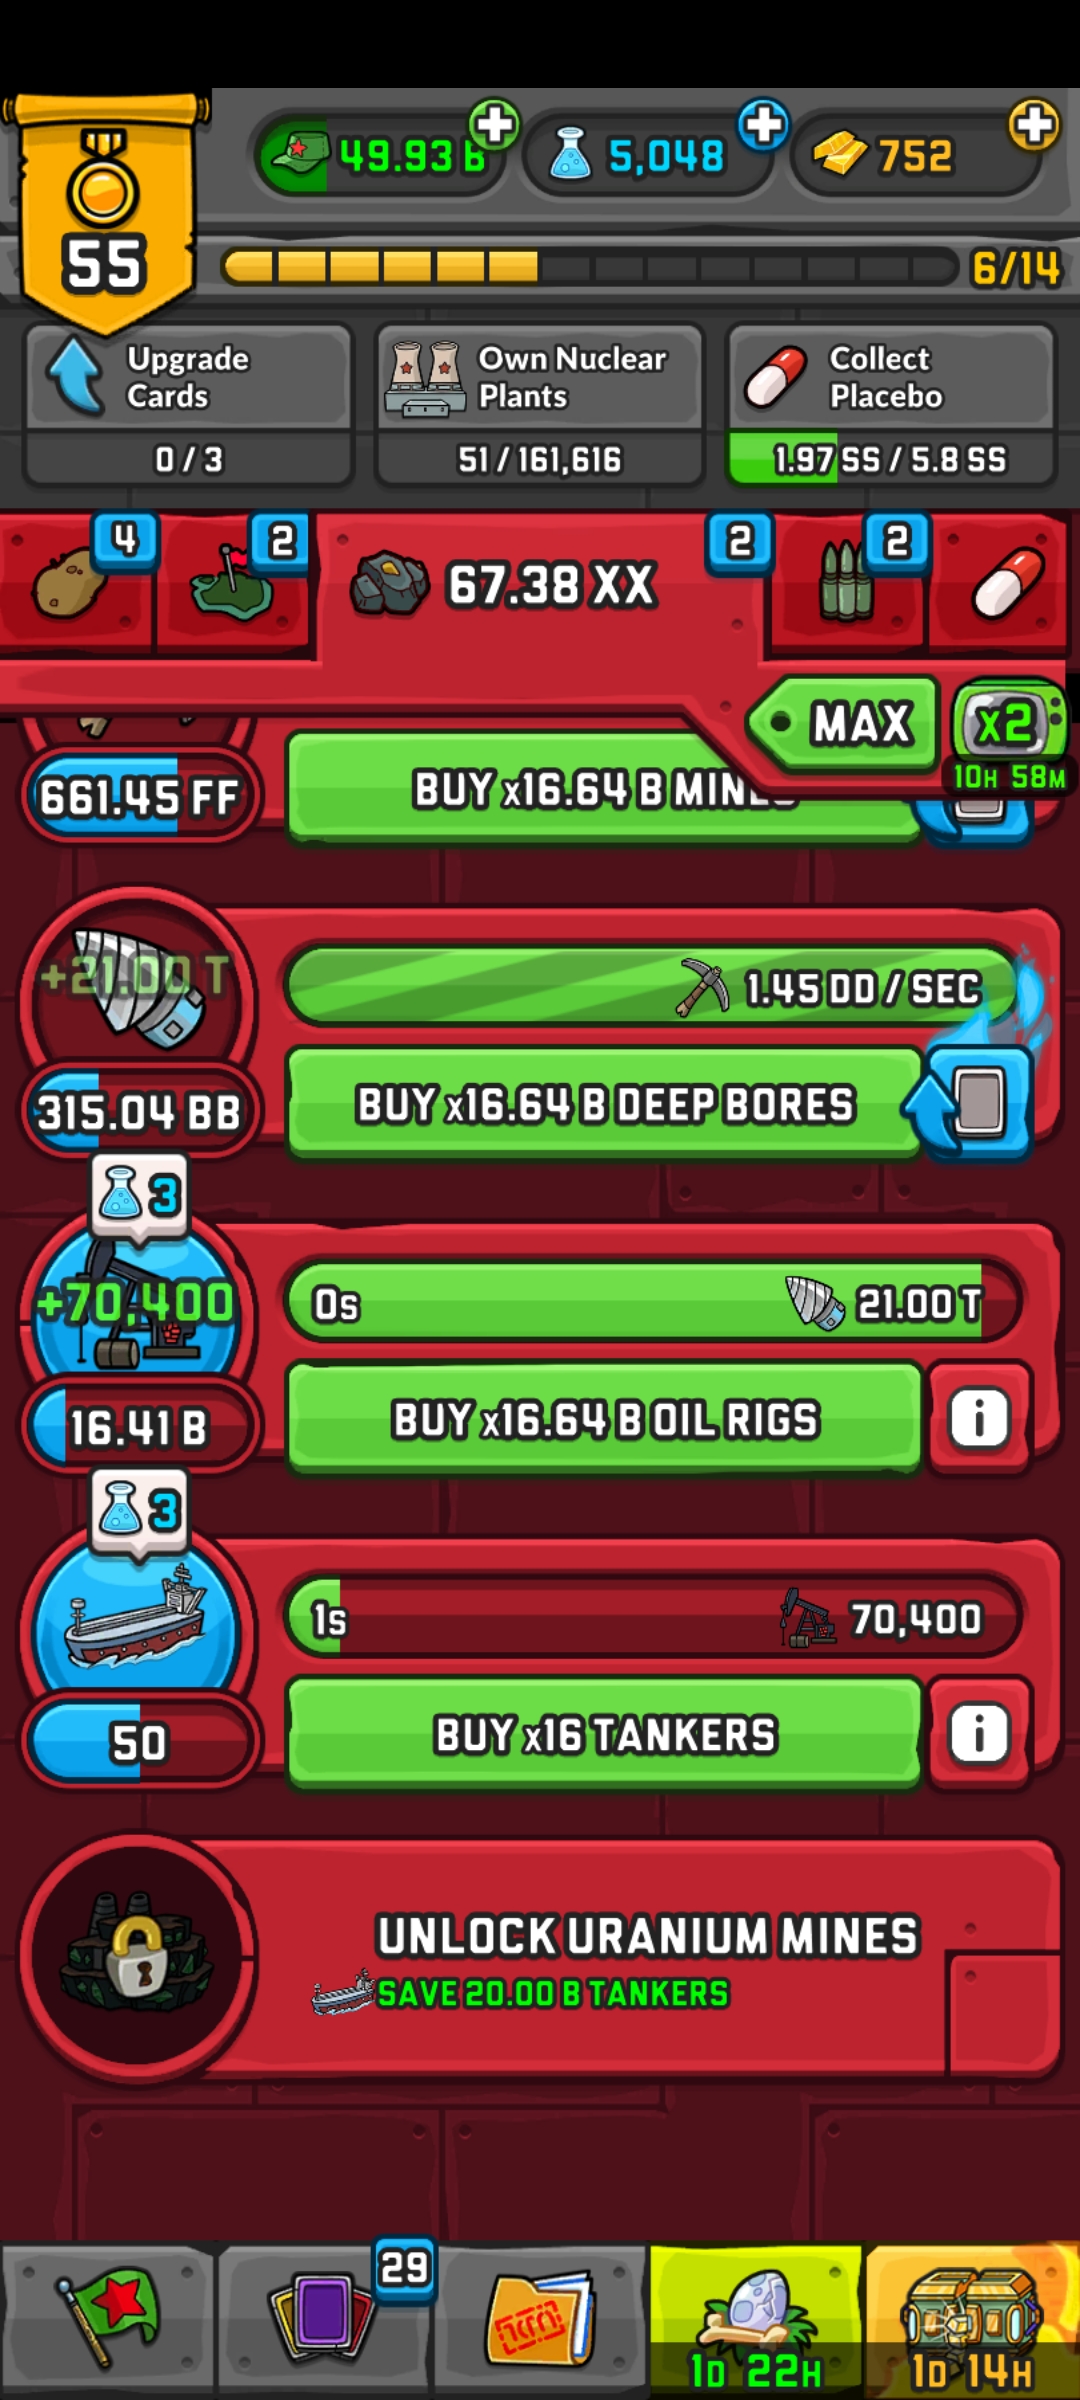 49.93 B
5,048
752
55
6/14
Upgrade
Cards
0 / 3
Own Nuclear
Plants
51 / 161,616
Collect
Placebo
1.97 SS / 5.8 SS
4
2
67.38 XX
2
2
MAX
x2
10H 58M
661.45 FF
BUY x16.64 B MINES
+21.00 T
1.45 DD / SEC
315.04 BB
BUY x16.64 B DEEP BORES
3
+70,400
0s
21.00 T
16.41 B
BUY x16.64 B OIL RIGS
i
3
1s
70,400
50
BUY x16 TANKERS
i
UNLOCK URANIUM MINES
SAVE 20.00 B TANKERS
29
1D 22H
1D 14H